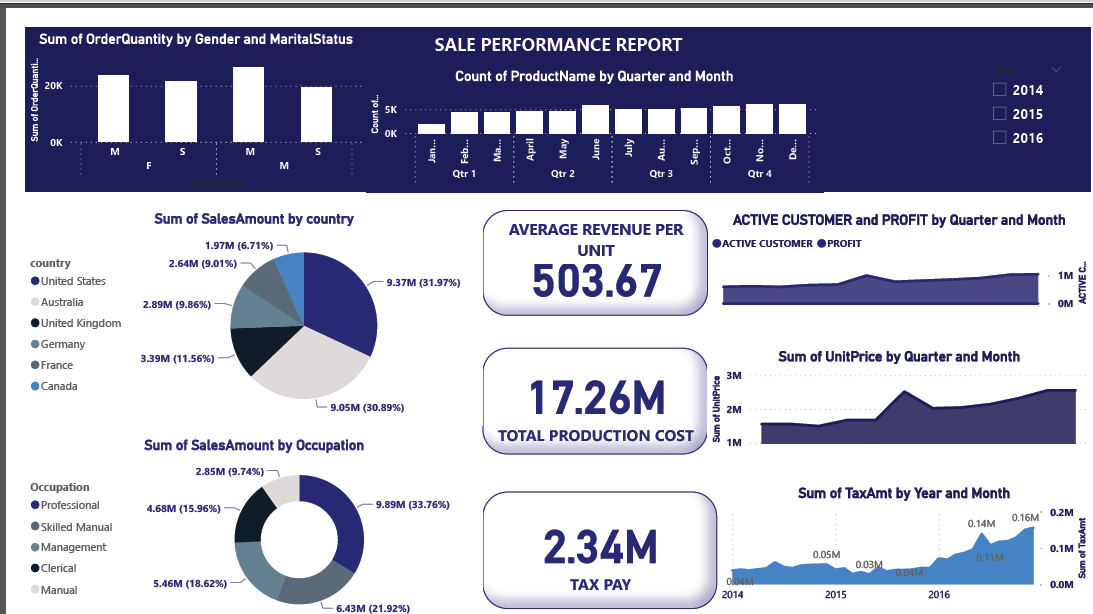 Sum of OrderQuantity by Gender and MaritalStatus
Sum of OrderQuanti...
20K
0K
M
S
M
S
F
M
SALE PERFORMANCE REPORT
Count of ProductName by Quarter and Month
Count of...
5K
0K
Jan...
Feb...
Ma...
April
May
June
July
Au...
Sep...
Oct...
No...
De...
Qtr 1
Qtr 2
Qtr 3
Qtr 4
Year
2014
2015
2016
Sum of SalesAmount by country
country
United States
Australia
United Kingdom
Germany
France
Canada
1.97M (6.71%)
2.64M (9.01%)
2.89M (9.86%)
3.39M (11.56%)
9.37M (31.97%)
9.05M (30.89%)
AVERAGE REVENUE PER
UNIT
503.67
ACTIVE CUSTOMER and PROFIT by Quarter and Month
ACTIVE CUSTOMER
PROFIT
1M
0M
ACTIVE C...
17.26M
TOTAL PRODUCTION COST
Sum of UnitPrice by Quarter and Month
Sum of UnitPrice
3M
2M
1M
Sum of SalesAmount by Occupation
Occupation
Professional
Skilled Manual
Management
Clerical
Manual
2.85M (9.74%)
4.68M (15.96%)
5.46M (18.62%)
9.89M (33.76%)
6.43M (21.92%)
2.34M
TAX PAY
Sum of TaxAmt by Year and Month
0.04M
0.05M
0.03M
0.04M
0.14M
0.11M
0.16M
0.2M
0.1M
0.0M
Sum of TaxAmt
2014
2015
2016